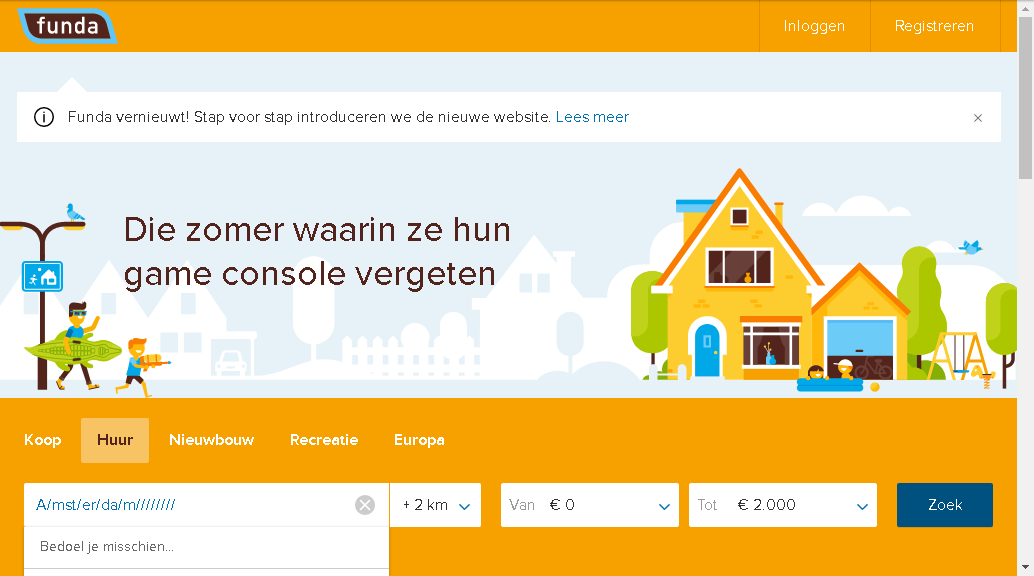 funda
Inloggen
Registreren
Funda vernieuwt! Stap voor stap introduceren we de nieuwe website. Lees meer
Die zomer waarin ze hun
game console vergeten
Koop
Huur
Nieuwbouw
Recreatie
Europa
A/mst/er/da/m////////
+ 2 km
Van € 0
Tot € 2.000
Zoek
Bedoel je misschien...